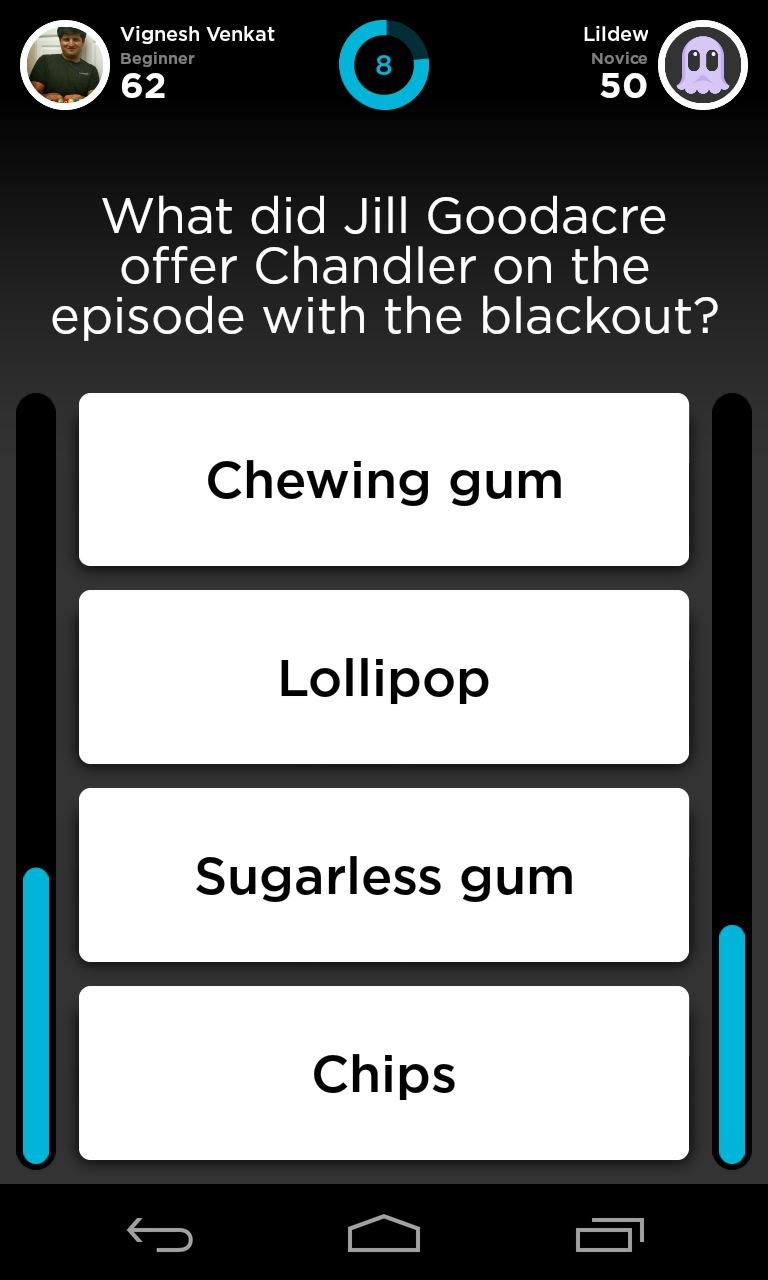 Vignesh Venkat
Beginner
62
8
Lildew
Novice
50
What did Jill Goodacre
offer Chandler on the
episode with the blackout?
Chewing gum
Lollipop
Sugarless gum
Chips